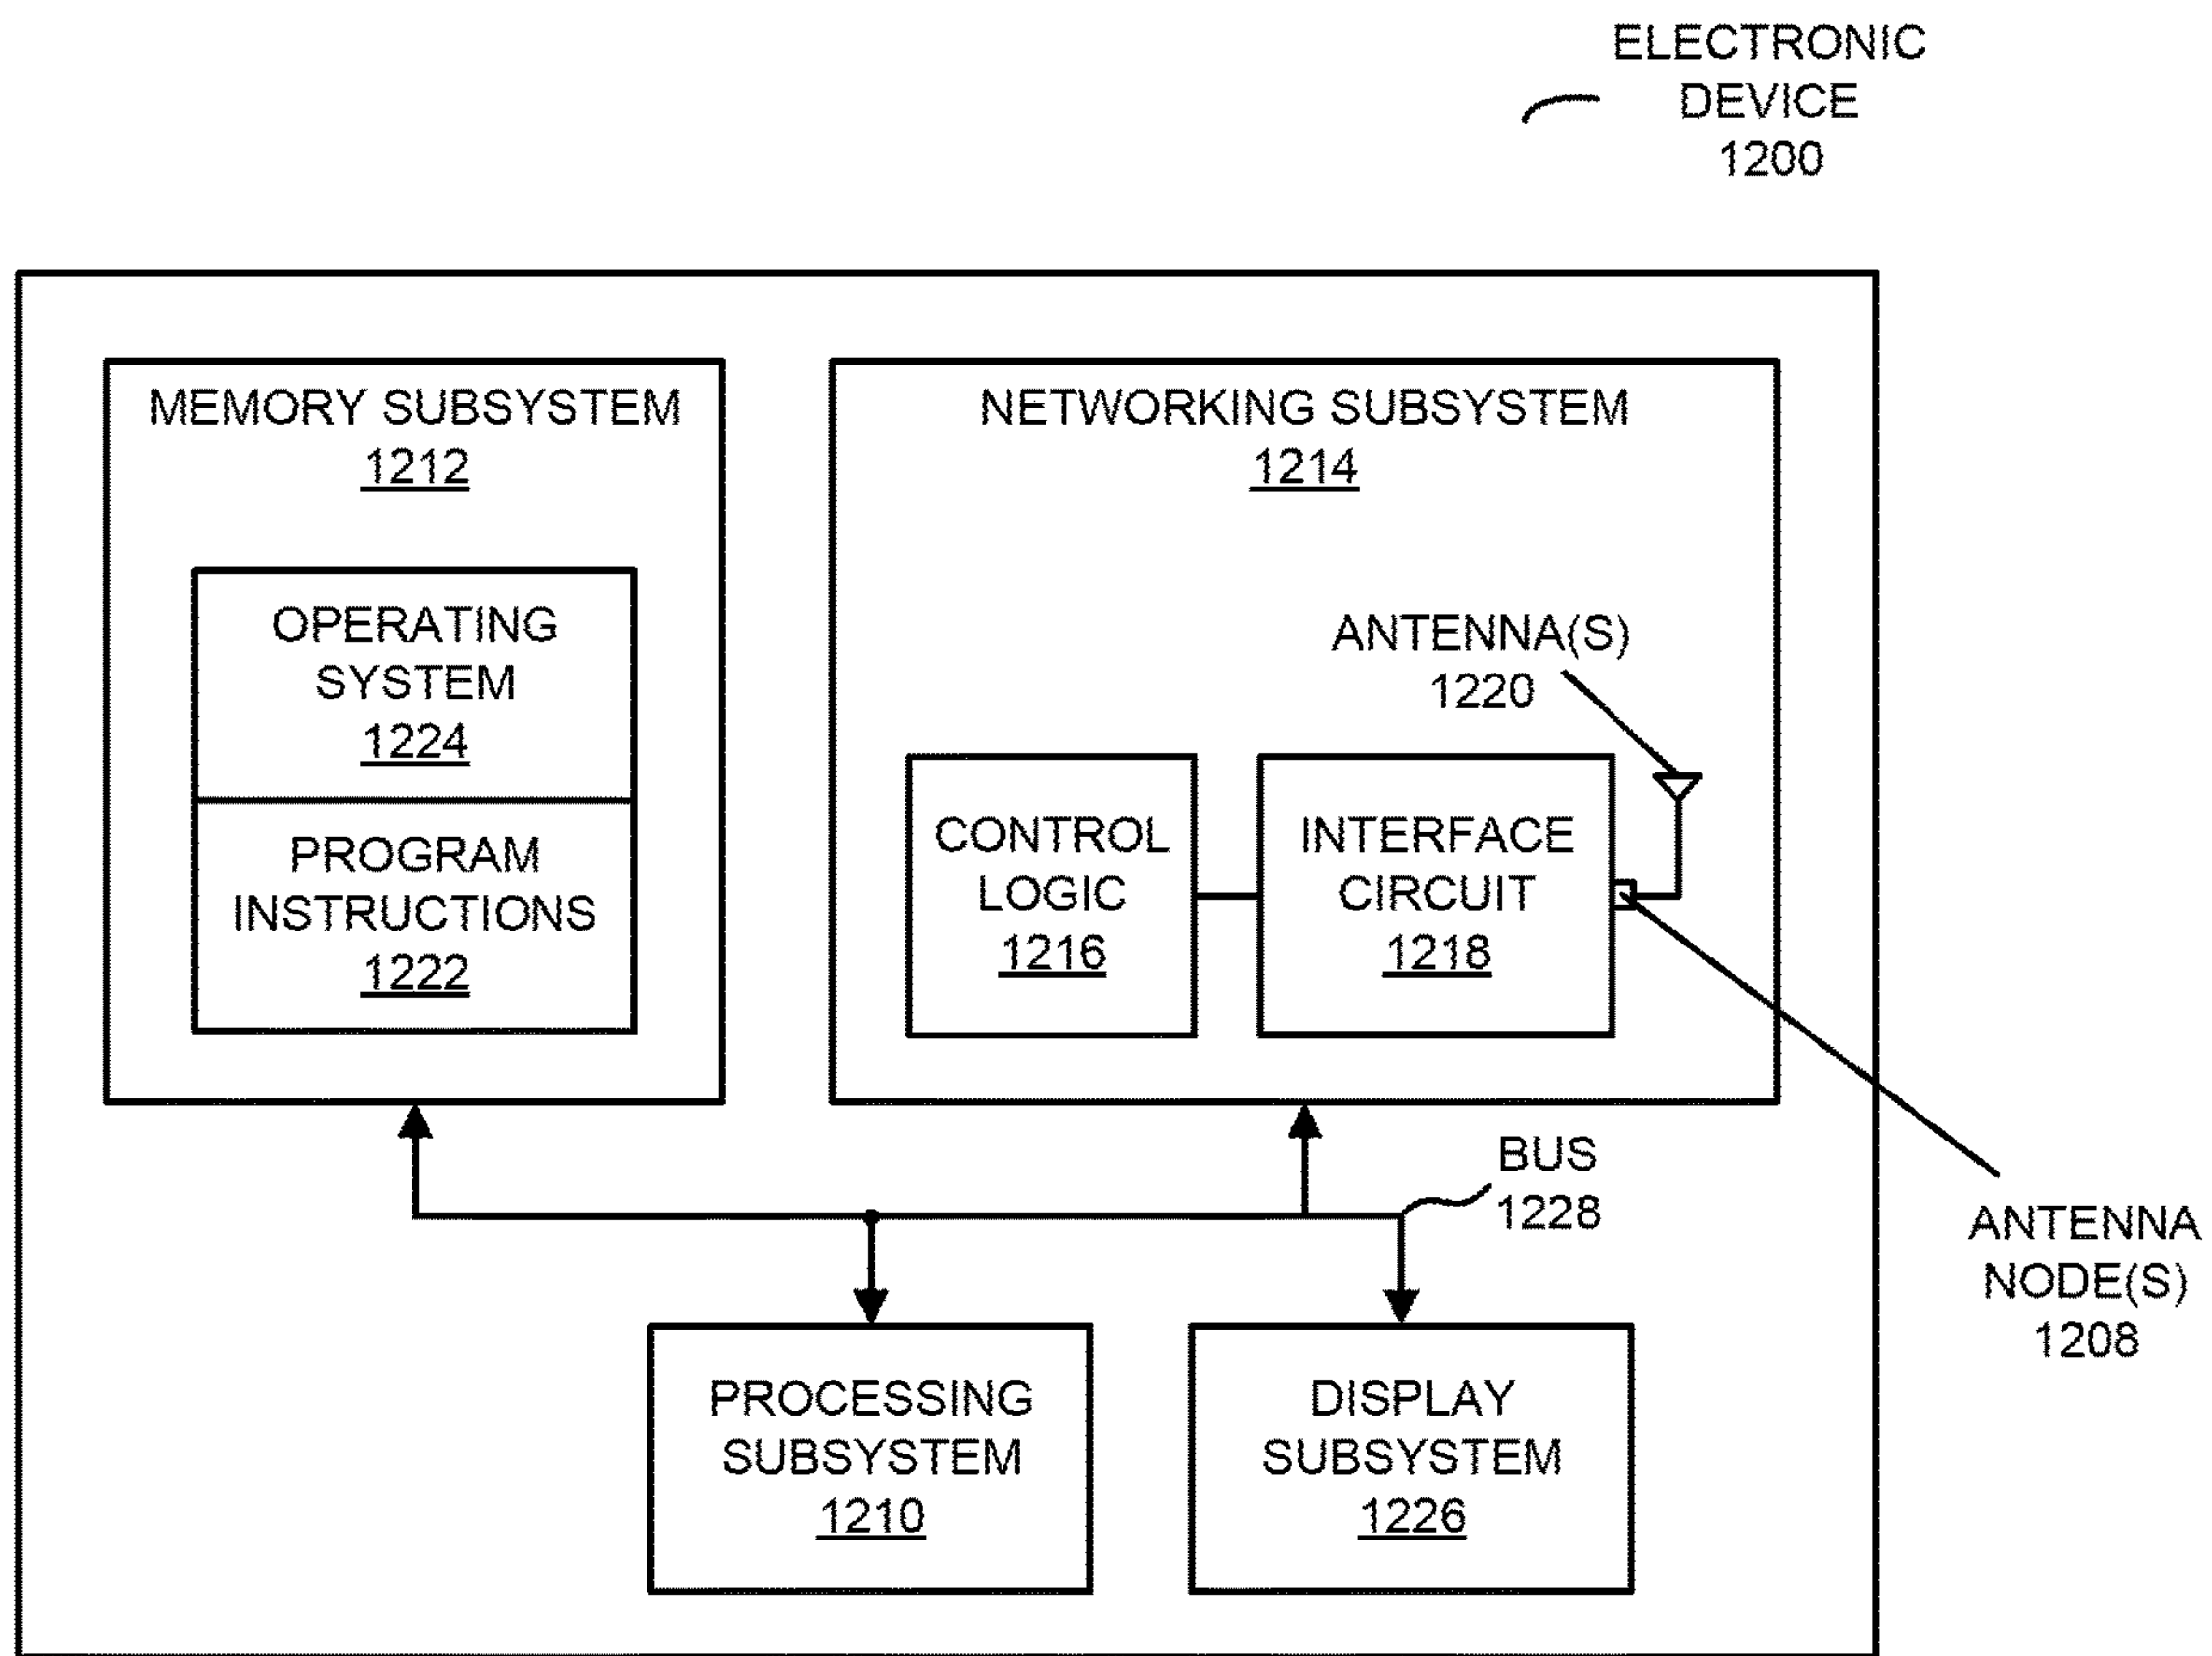 ELECTRONIC
DEVICE
1200
MEMORY SUBSYSTEM
1212
OPERATING
SYSTEM
1224
PROGRAM
INSTRUCTIONS
1222
NETWORKING SUBSYSTEM
1214
ANTENNA(S)
1220
CONTROL
LOGIC
1216
INTERFACE
CIRCUIT
1218
BUS
1228
ANTENNA
NODE(S)
1208
PROCESSING
SUBSYSTEM
1210
DISPLAY
SUBSYSTEM
1226